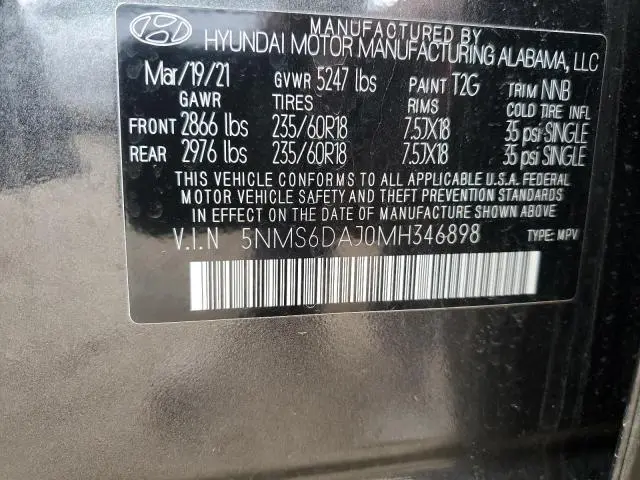 MANUFACTURED BY
HYUNDAI MOTOR MANUFACTURING ALABAMA, LLC
Mar/19/21 GVWR 5247 lbs PAINT T2G TRIM NNB
GAWR TIRES RIMS COLD TIRE INFL
FRONT 2866 lbs 235/60R18 7.5JX18 35 psi SINGLE
REAR 2976 lbs 235/60R18 7.5JX18 35 psi SINGLE
THIS VEHICLE CONFORMS TO ALL APPLICABLE U.S.A. FEDERAL
MOTOR VEHICLE SAFETY AND THEFT PREVENTION STANDARDS
IN EFFECT ON THE DATE OF MANUFACTURE SHOWN ABOVE.
V.I.N 5NMS6DAJ0MH346898 TYPE: MPV